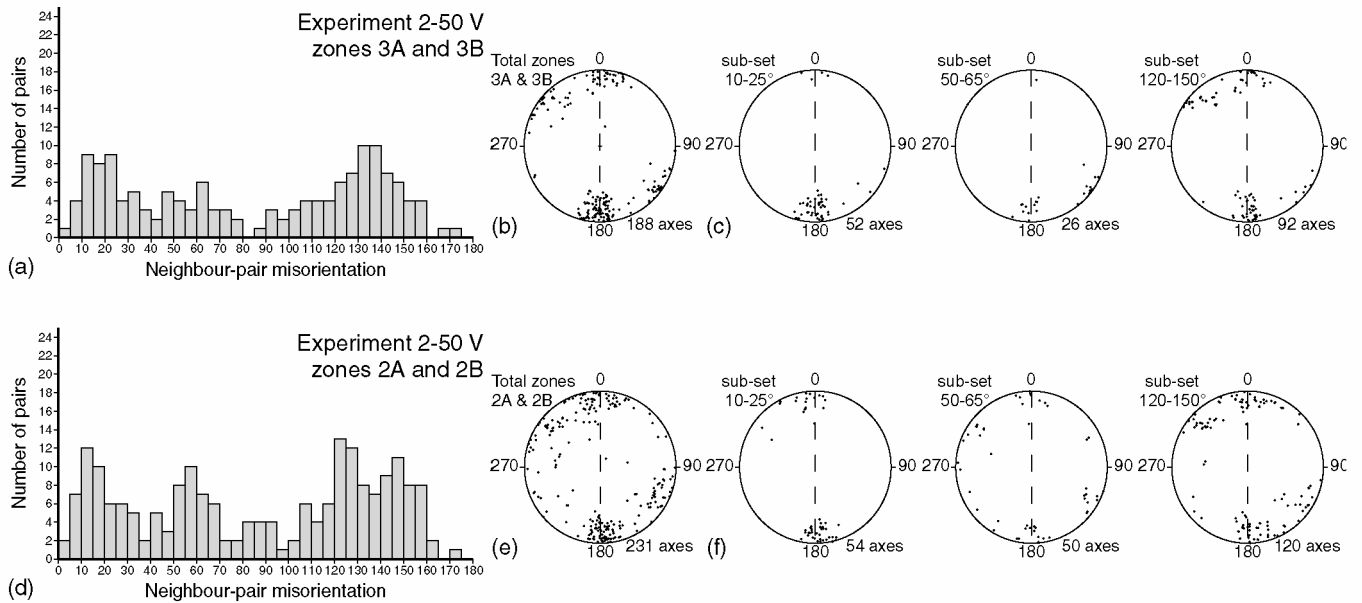 Experiment 2-50 V
zones 3A and 3B
Number of pairs
24
22
20
18
16
14
12
10
8
6
4
2
0
0 10 20 30 40 50 60 70 80 90 100 110 120 130 140 150 160 170 180
Neighbour-pair misorientation
(a)
Total zones
3A & 3B
0
270
90
180
188 axes
(b)
sub-set
10-25°
0
270
90
180
52 axes
(c)
sub-set
50-65°
0
270
90
180
26 axes
sub-set
120-150°
0
270
90
180
92 axes
Experiment 2-50 V
zones 2A and 2B
Number of pairs
24
22
20
18
16
14
12
10
8
6
4
2
0
0 10 20 30 40 50 60 70 80 90 100 110 120 130 140 150 160 170 180
Neighbour-pair misorientation
(d)
Total zones
2A & 2B
0
270
90
180
231 axes
(e)
sub-set
10-25°
0
270
90
180
54 axes
(f)
sub-set
50-65°
0
270
90
180
50 axes
sub-set
120-150°
0
270
90
180
120 axes